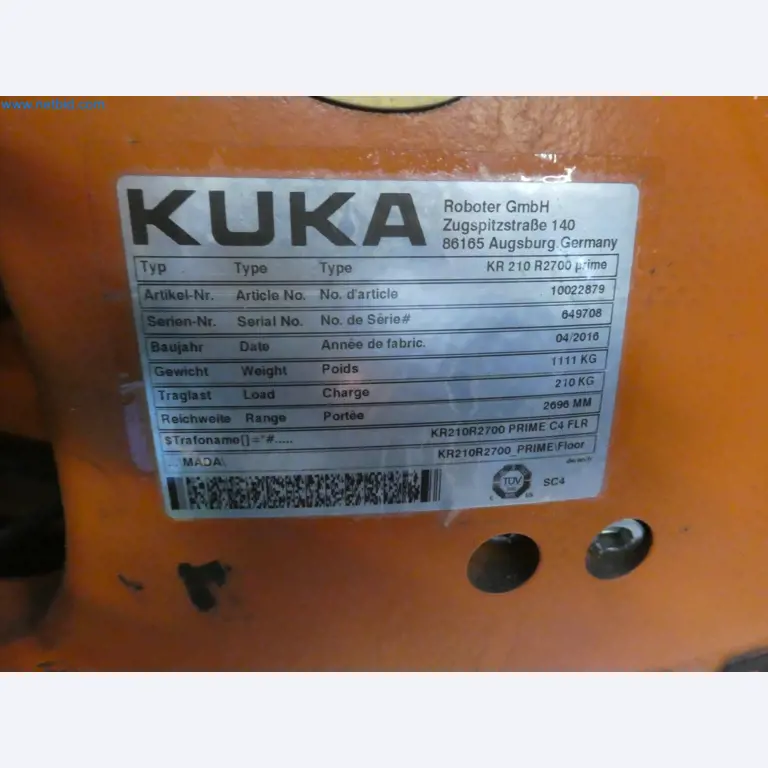 www.netbid.com
KUKA
Roboter GmbH
Zugspitzstraße 140
86165 Augsburg.Germany
Typ Type Type KR 210 R2700 prime
Artikel-Nr. Article No. No. d'article 10022879
Serien-Nr. Serial No. No. de Série# 649708
Baujahr Date Année de fabric. 04/2016
Gewicht Weight Poids 1111 KG
Traglast Load Charge 210 KG
Reichweite Range Portée 2696 MM
$Trafoname[]="#..... KR210R2700 PRIME C4 FLR
...\MADA\ KR210R2700_PRIME\Floor
TÜV
SC4